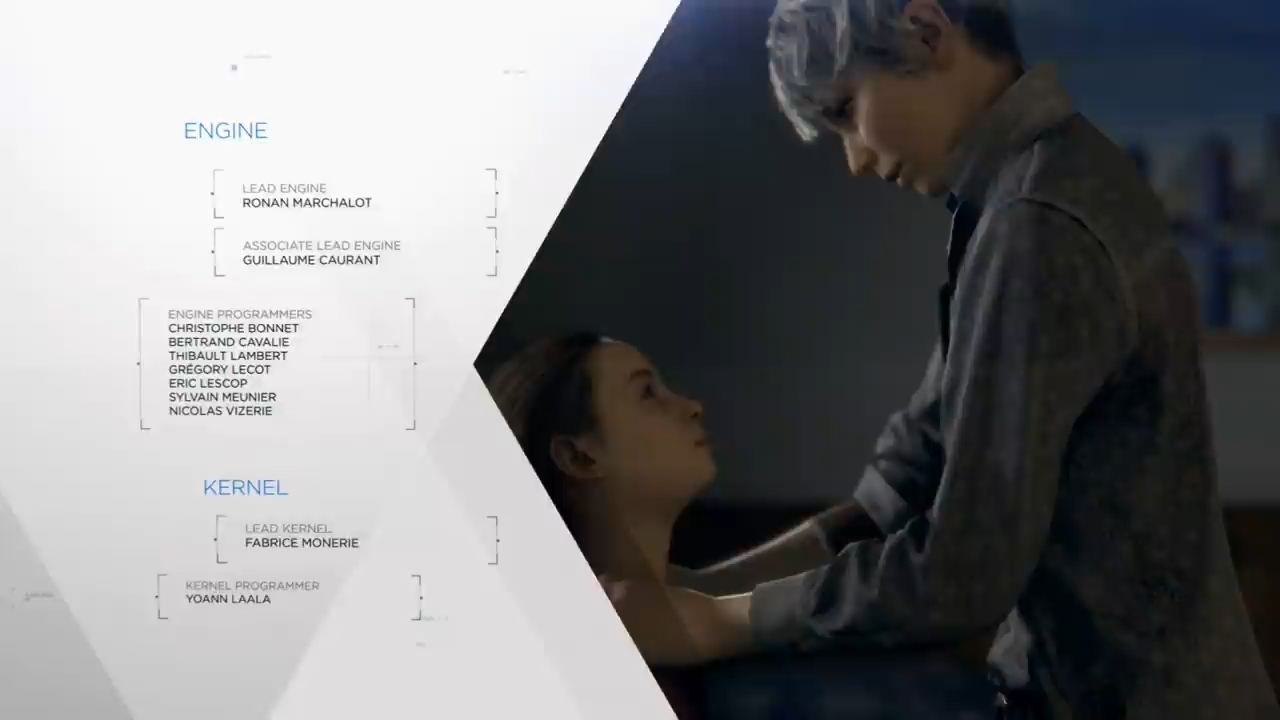 ENGINE
LEAD ENGINE
RONAN MARCHALOT
ASSOCIATE LEAD ENGINE
GUILLAUME CAURANT
ENGINE PROGRAMMERS
CHRISTOPHE BONNET
BERTRAND CAVALIE
THIBAULT LAMBERT
GRÉGORY LECOT
ERIC LESCOP
SYLVAIN MEUNIER
NICOLAS VIZERIE
KERNEL
LEAD KERNEL
FABRICE MONERIE
KERNEL PROGRAMMER
YOANN LAALA